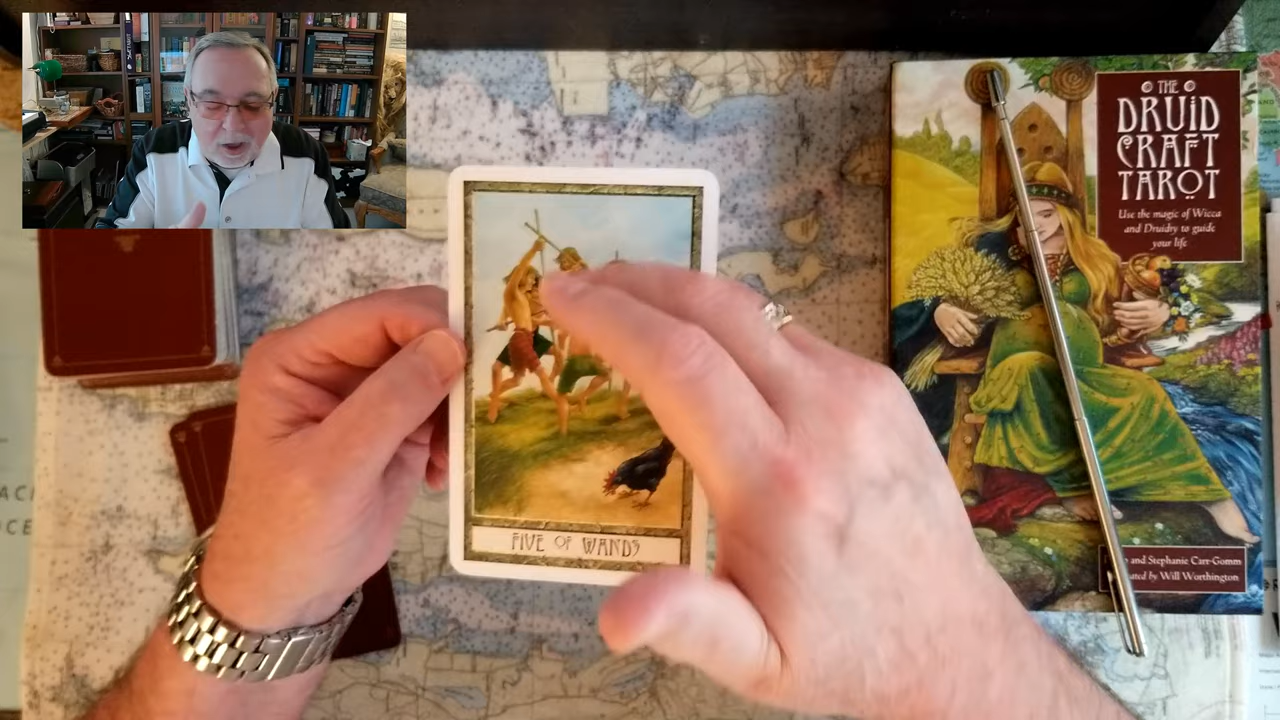 THE
DRUID
CRAFT
TAROT
Use the magic of Wicca
and Druidry to guide
your life
FIVE OF WANDS
and Stephanie Carr-Gomm
by Will Worthington